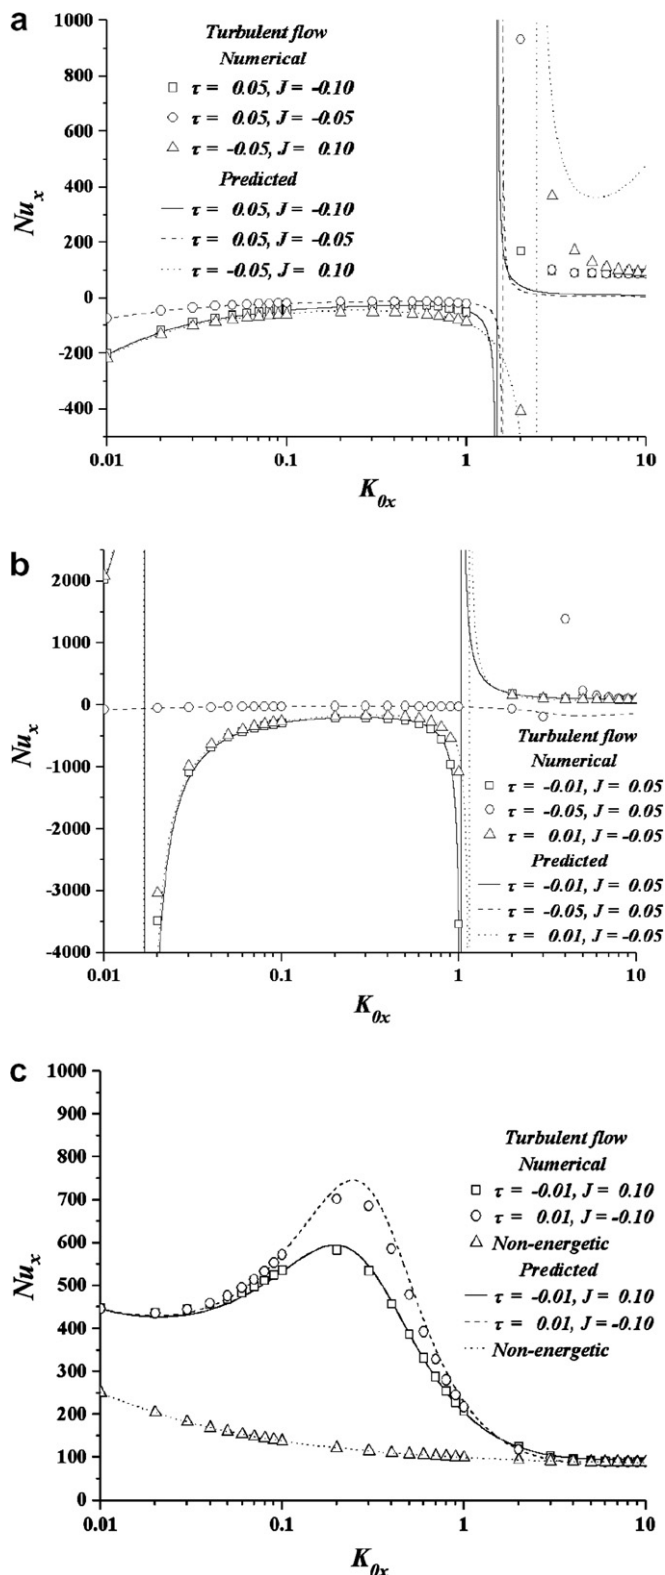 a
1000
800
600
400
200
0
-200
-400
Nu_x
Turbulent flow
Numerical
τ = 0.05, J = -0.10
τ = 0.05, J = -0.05
τ = -0.05, J = 0.10
Predicted
τ = 0.05, J = -0.10
τ = 0.05, J = -0.05
τ = -0.05, J = 0.10
0.01 0.1 1 10
K_0x
b
2000
1000
0
-1000
-2000
-3000
-4000
Nu_x
Turbulent flow
Numerical
τ = -0.01, J = 0.05
τ = -0.05, J = 0.05
τ = 0.01, J = -0.05
Predicted
τ = -0.01, J = 0.05
τ = -0.05, J = 0.05
τ = 0.01, J = -0.05
0.01 0.1 1 10
K_0x
c
1000
900
800
700
600
500
400
300
200
100
0
Nu_x
Turbulent flow
Numerical
τ = -0.01, J = 0.10
τ = 0.01, J = -0.10
Non-energetic
Predicted
τ = -0.01, J = 0.10
τ = 0.01, J = -0.10
Non-energetic
0.01 0.1 1 10
K_0x